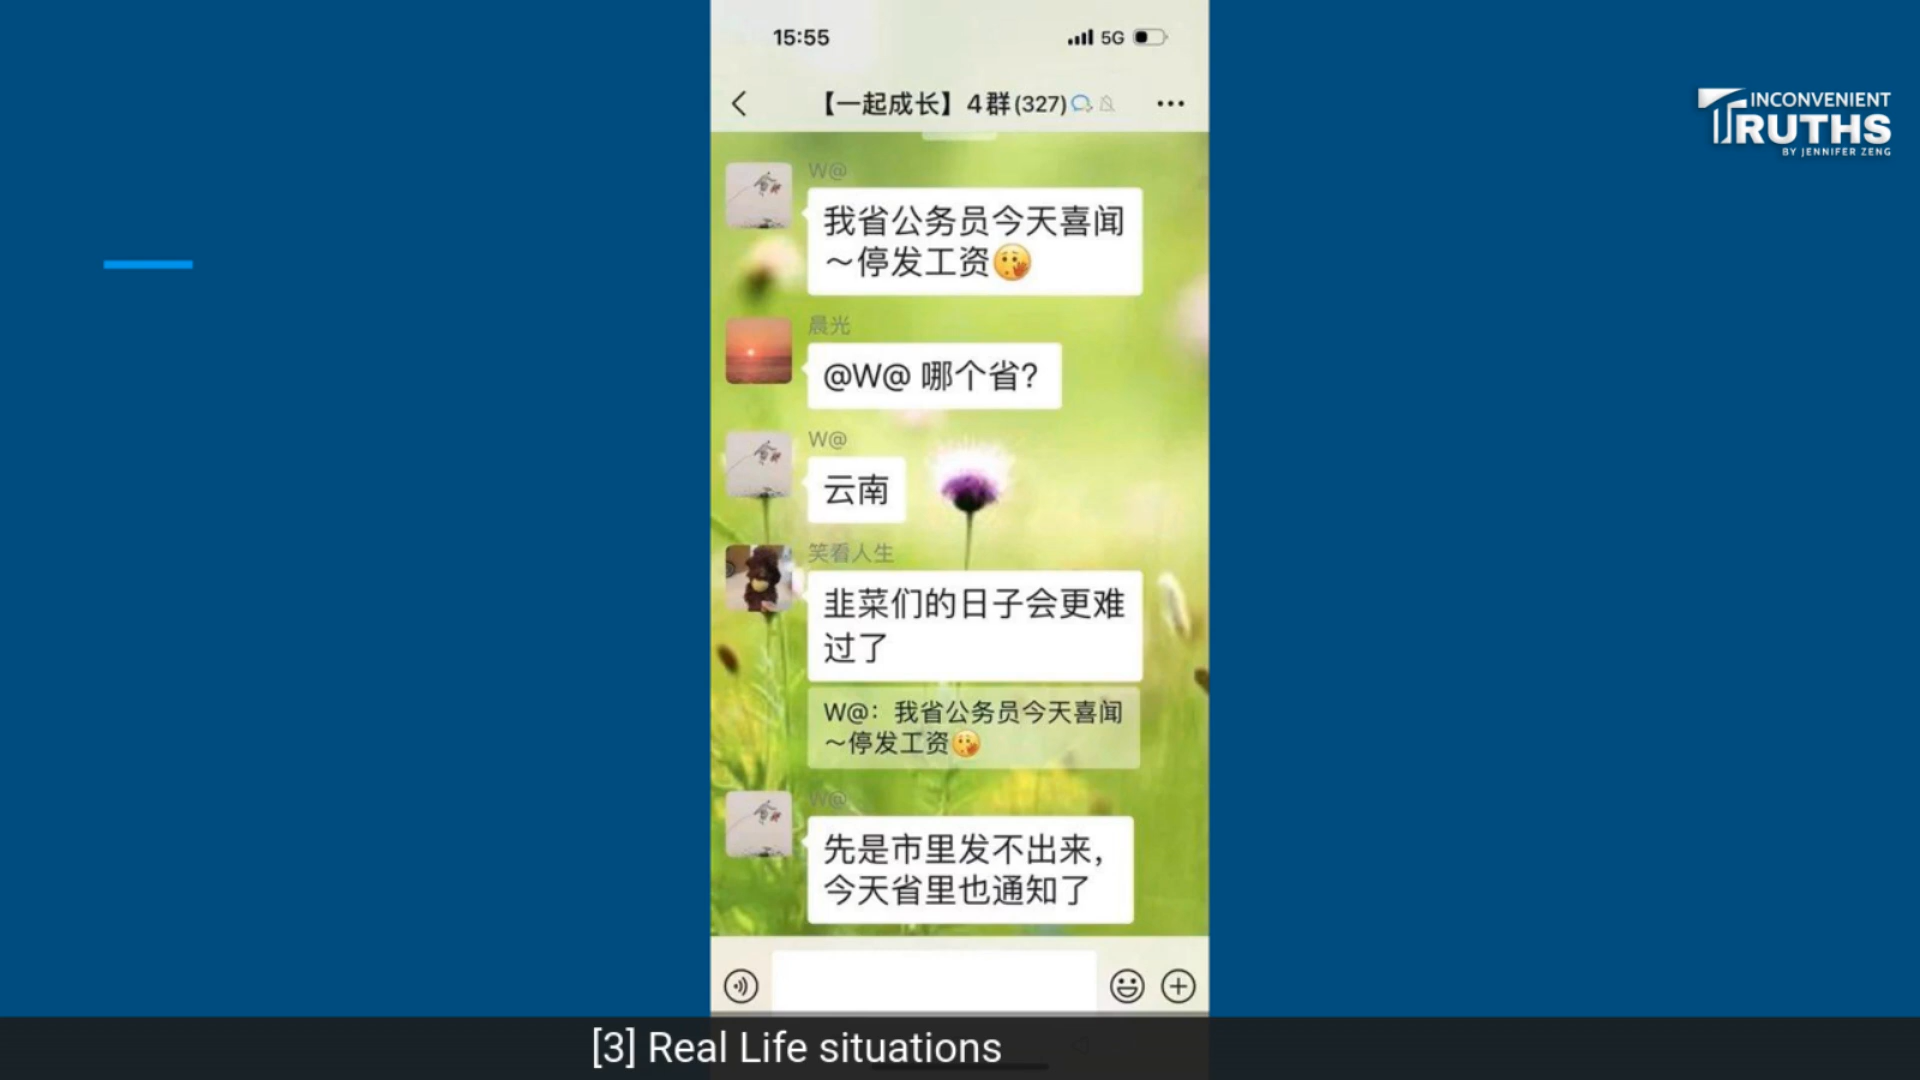 15:55
5G
【一起成长】4群(327)
INCONVENIENT
TRUTHS
BY JENNIFER ZENG
W@
我省公务员今天喜闻
～停发工资🤭
晨光
@W@ 哪个省？
W@
云南
笑看人生
韭菜们的日子会更难
过了
W@：我省公务员今天喜闻
～停发工资🤭
W@
先是市里发不出来，
今天省里也通知了
[3] Real Life situations